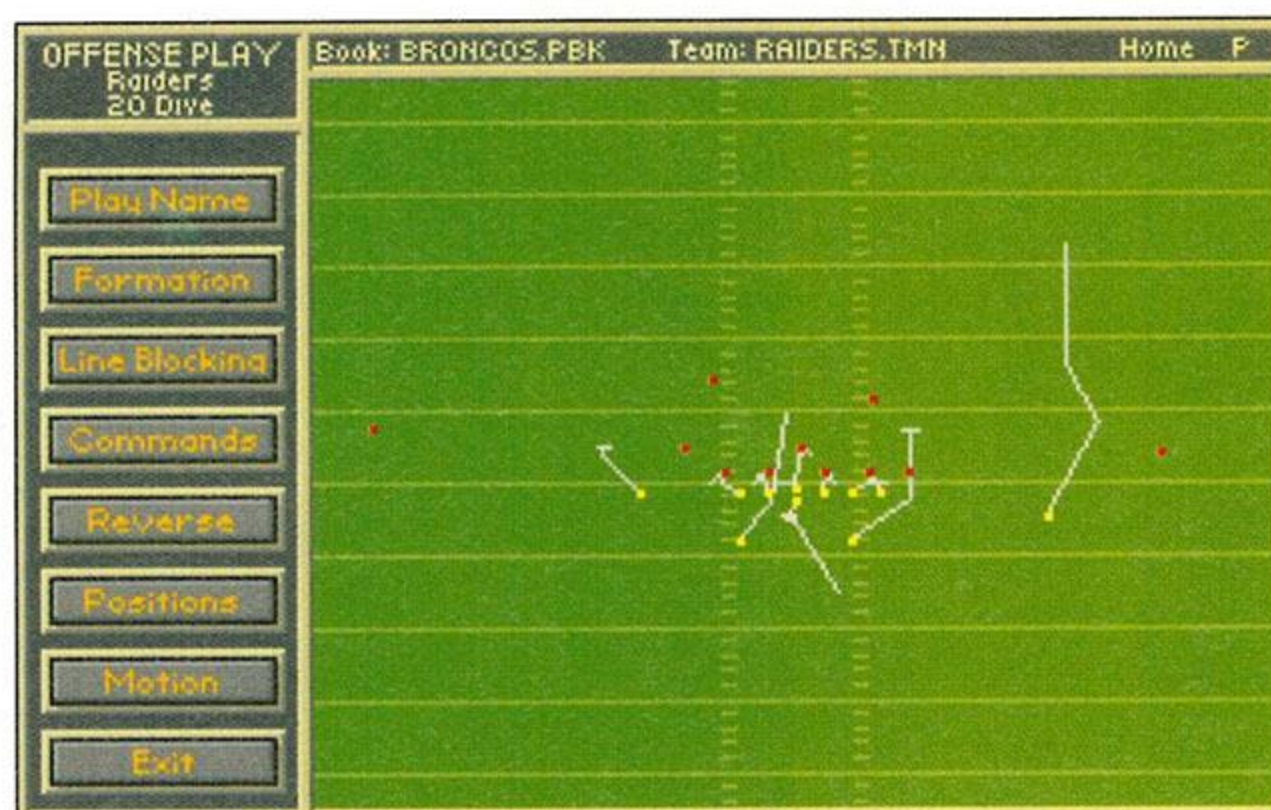 OFFENSE PLAY
Raiders
20 Dive
Book: BRONCOS.PBK Team: RAIDERS.TMN Home P
Play Name
Formation
Line Blocking
Commands
Reverse
Positions
Motion
Exit